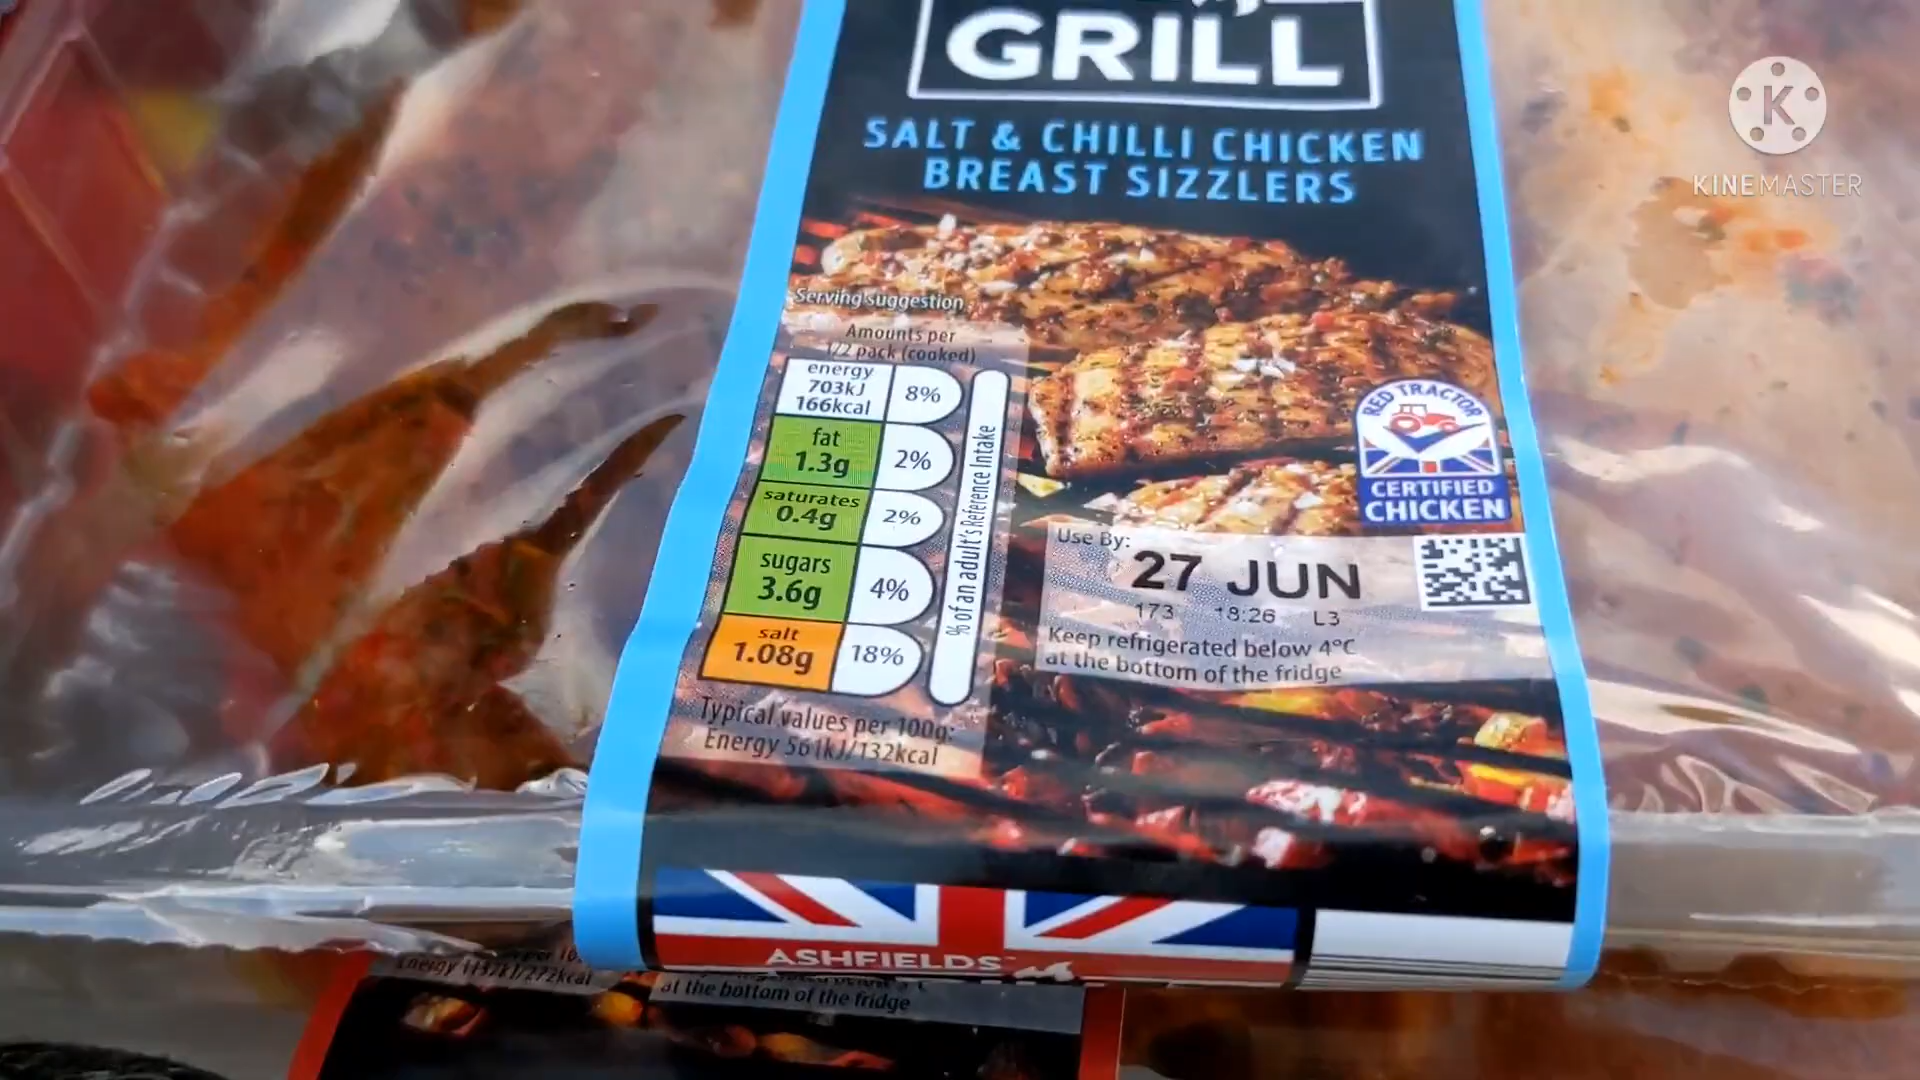 GRILL
SALT & CHILLI CHICKEN
BREAST SIZZLERS
KINEMASTER
Serving suggestion
Amounts per
1/2 pack (cooked)
energy
703kJ
166kcal
8%
fat
1.3g
2%
saturates
0.4g
2%
sugars
3.6g
4%
salt
1.08g
18%
% of an adult's Reference Intake
Typical values per 100g:
Energy 561kJ/132kcal
RED TRACTOR
CERTIFIED
CHICKEN
Use By:
27 JUN
173 18:26 L3
Keep refrigerated below 4°C
at the bottom of the fridge
ASHFIELDS
at the bottom of the fridge